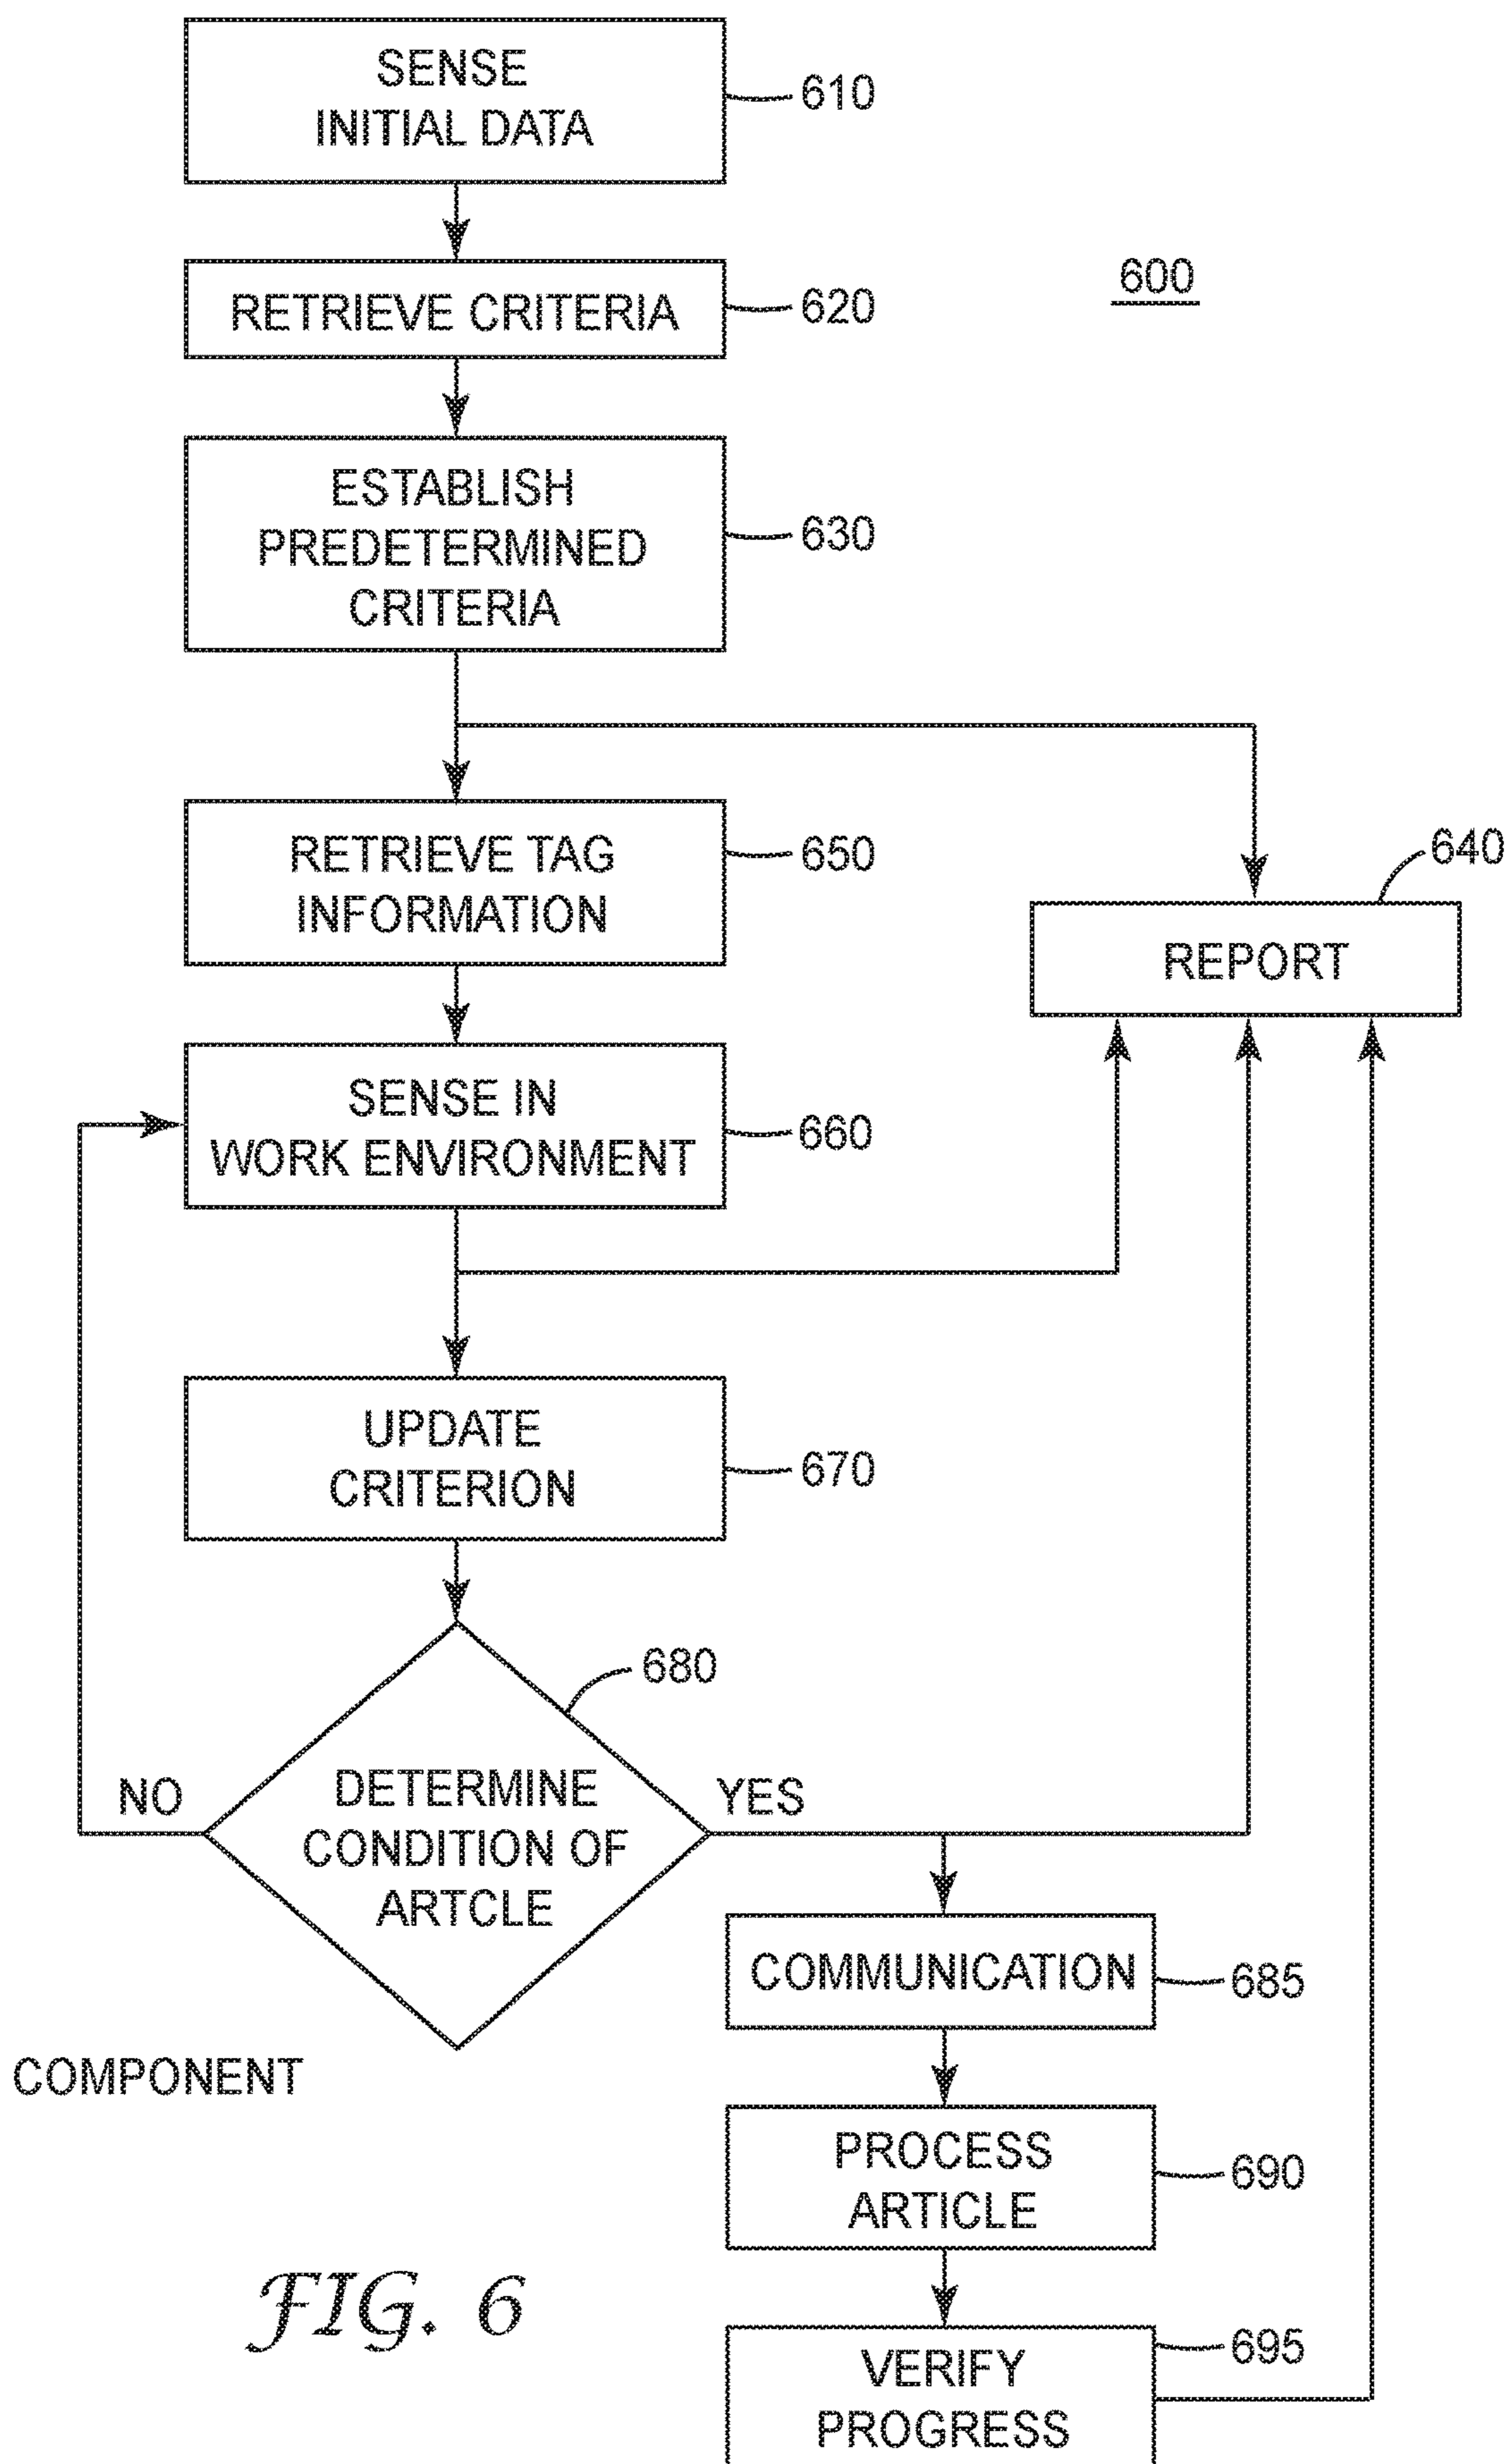 SENSE
INITIAL DATA
610
RETRIEVE CRITERIA
620
600
ESTABLISH
PREDETERMINED
CRITERIA
630
RETRIEVE TAG
INFORMATION
650
640
REPORT
SENSE IN
WORK ENVIRONMENT
660
UPDATE
CRITERION
670
680
NO
DETERMINE
CONDITION OF
ARTCLE
YES
COMMUNICATION
685
COMPONENT
PROCESS
ARTICLE
690
VERIFY
PROGRESS
695
FIG. 6